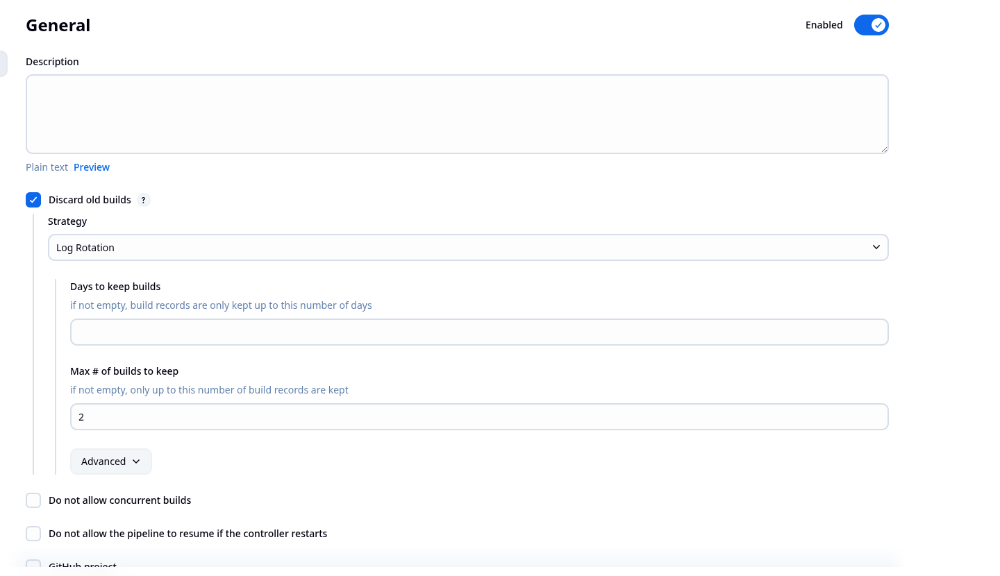 General
Enabled
Description
Plain text Preview
Discard old builds ?
Strategy
Log Rotation
Days to keep builds
if not empty, build records are only kept up to this number of days
Max # of builds to keep
if not empty, only up to this number of build records are kept
2
Advanced
Do not allow concurrent builds
Do not allow the pipeline to resume if the controller restarts
GitHub project